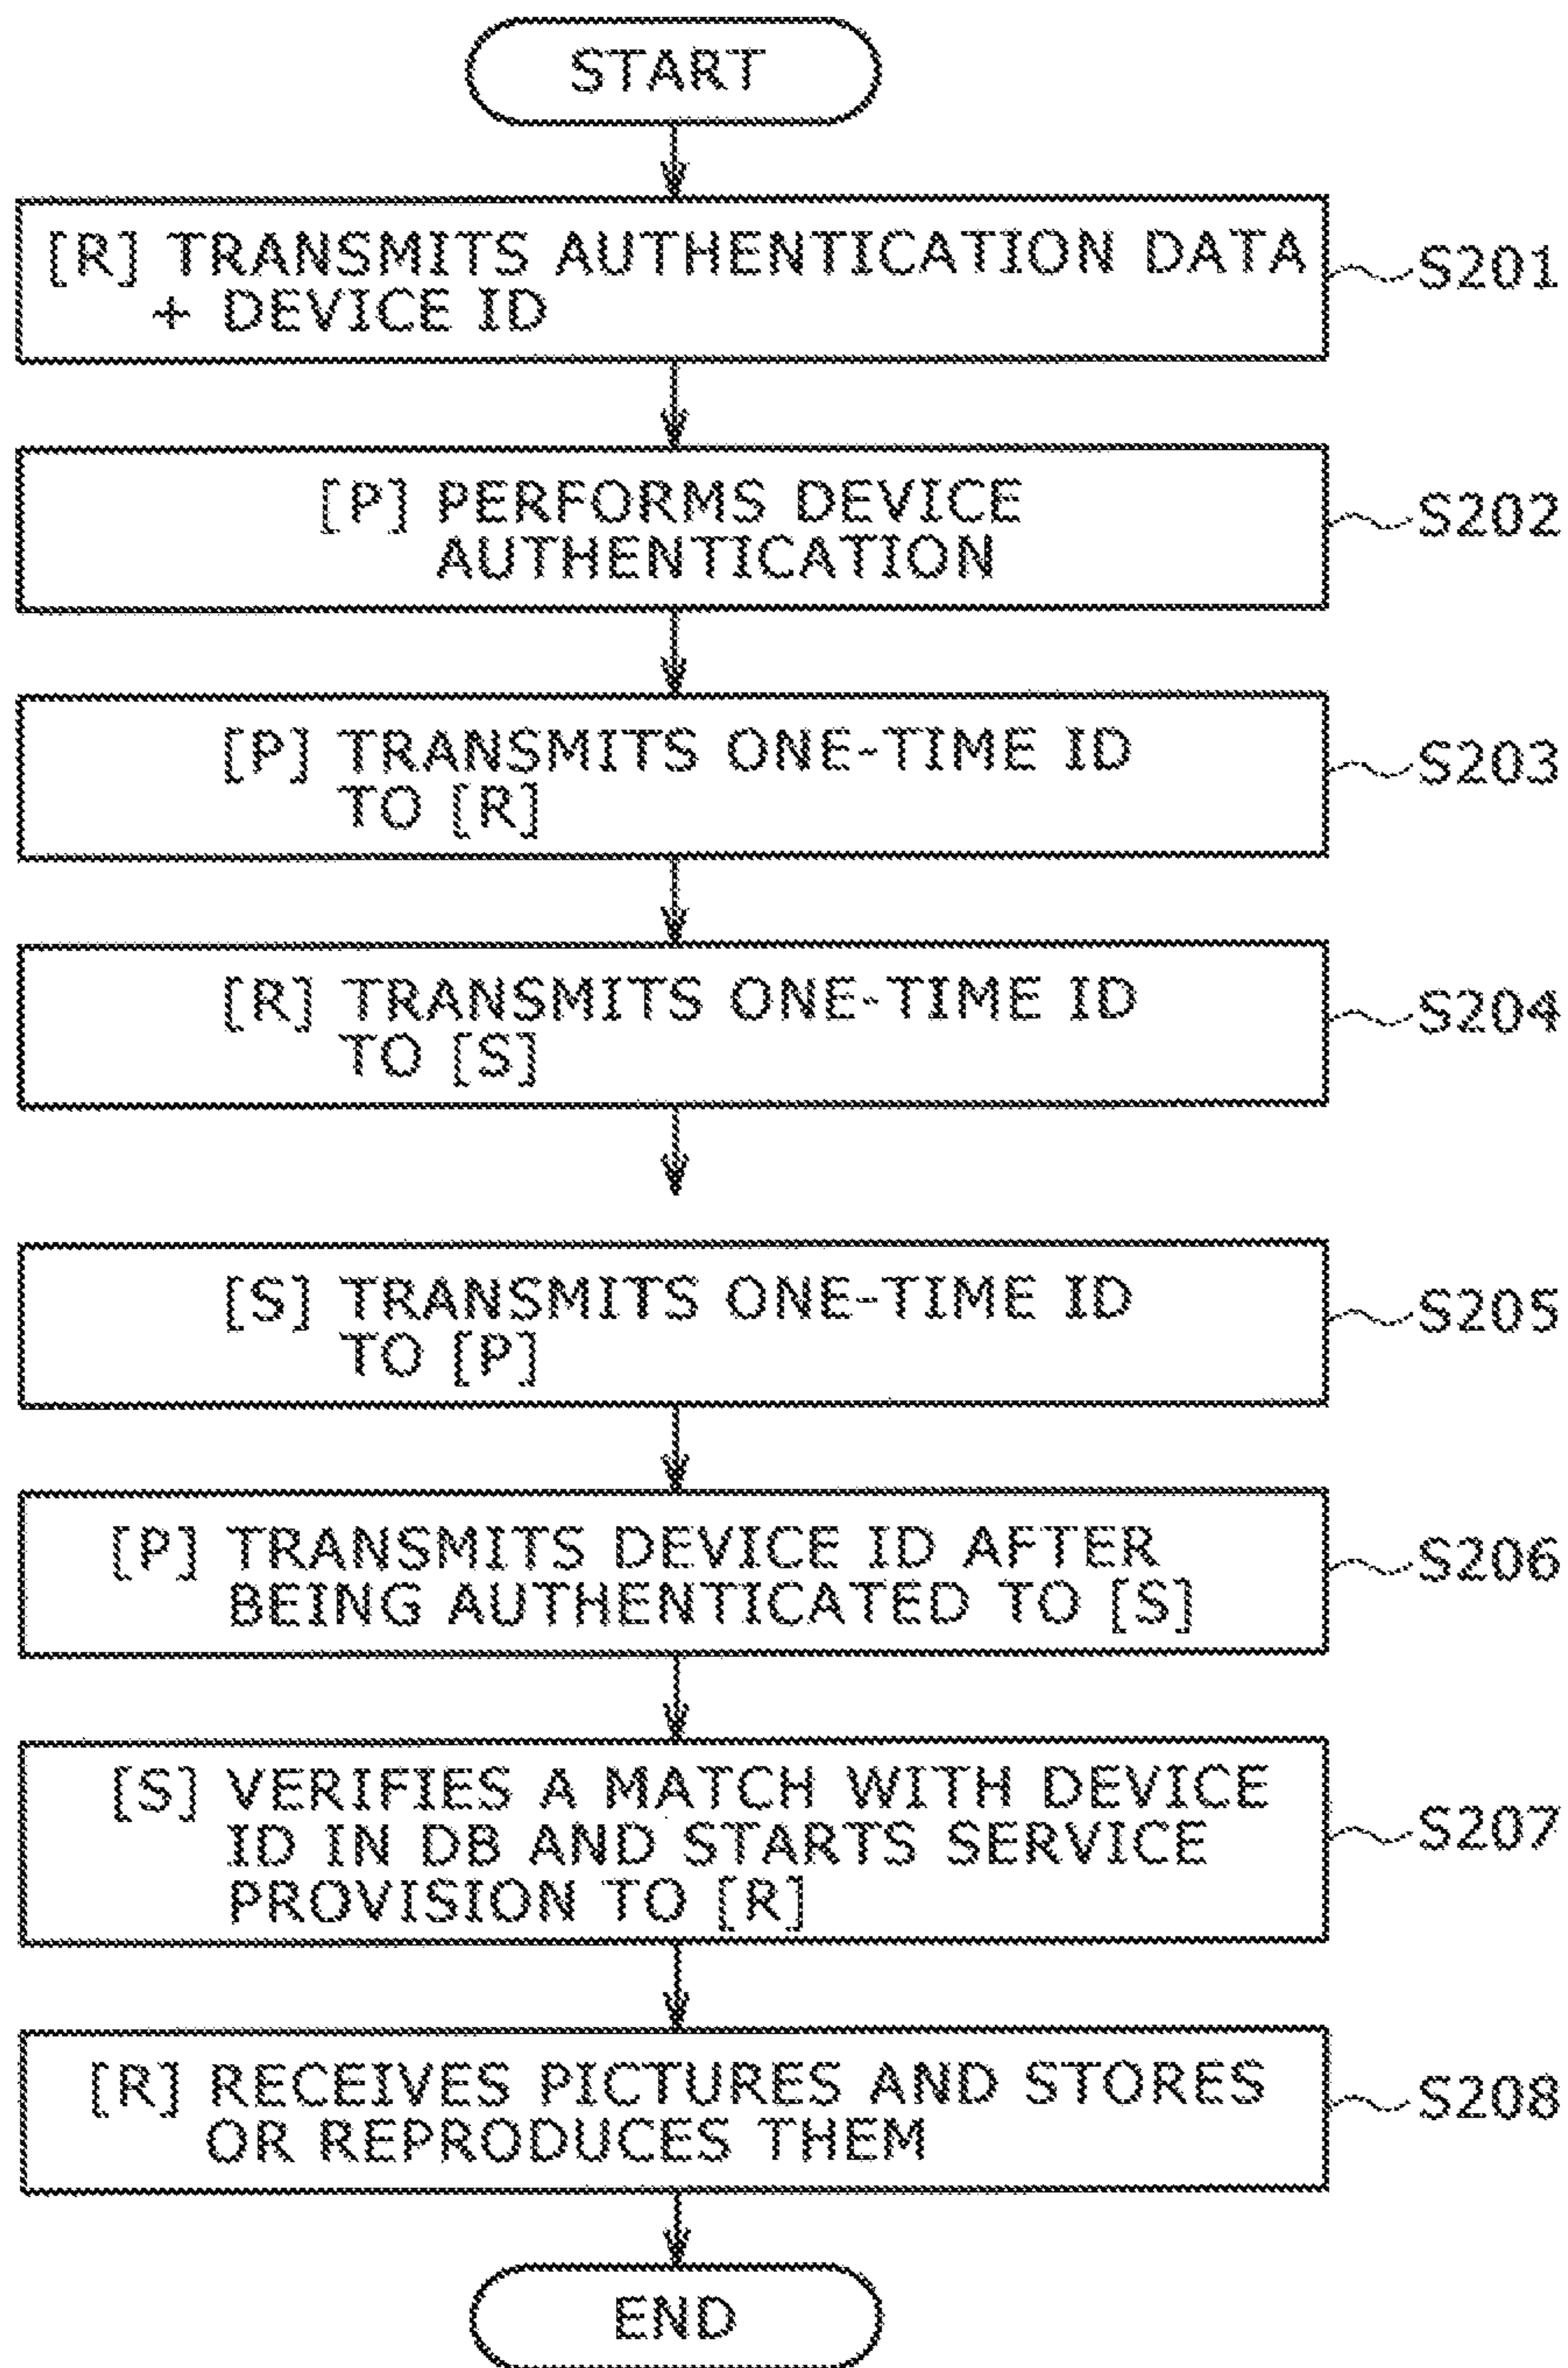 START
[R] TRANSMITS AUTHENTICATION DATA
+ DEVICE ID
S201
[P] PERFORMS DEVICE
AUTHENTICATION
S202
[P] TRANSMITS ONE-TIME ID
TO [R]
S203
[R] TRANSMITS ONE-TIME ID
TO [S]
S204
[S] TRANSMITS ONE-TIME ID
TO [P]
S205
[P] TRANSMITS DEVICE ID AFTER
BEING AUTHENTICATED TO [S]
S206
[S] VERIFIES A MATCH WITH DEVICE
ID IN DB AND STARTS SERVICE
PROVISION TO [R]
S207
[R] RECEIVES PICTURES AND STORES
OR REPRODUCES THEM
S208
END